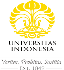 UNIVERSITAS
INDONESIA
Veritas, Probitas, Iustitia